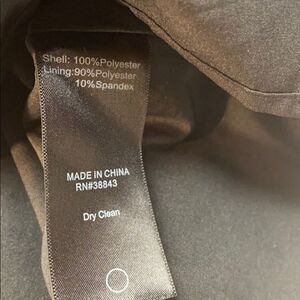 Shell: 100%Polyester
Lining:90%Polyester
10%Spandex
MADE IN CHINA
RN#38843
Dry Clean